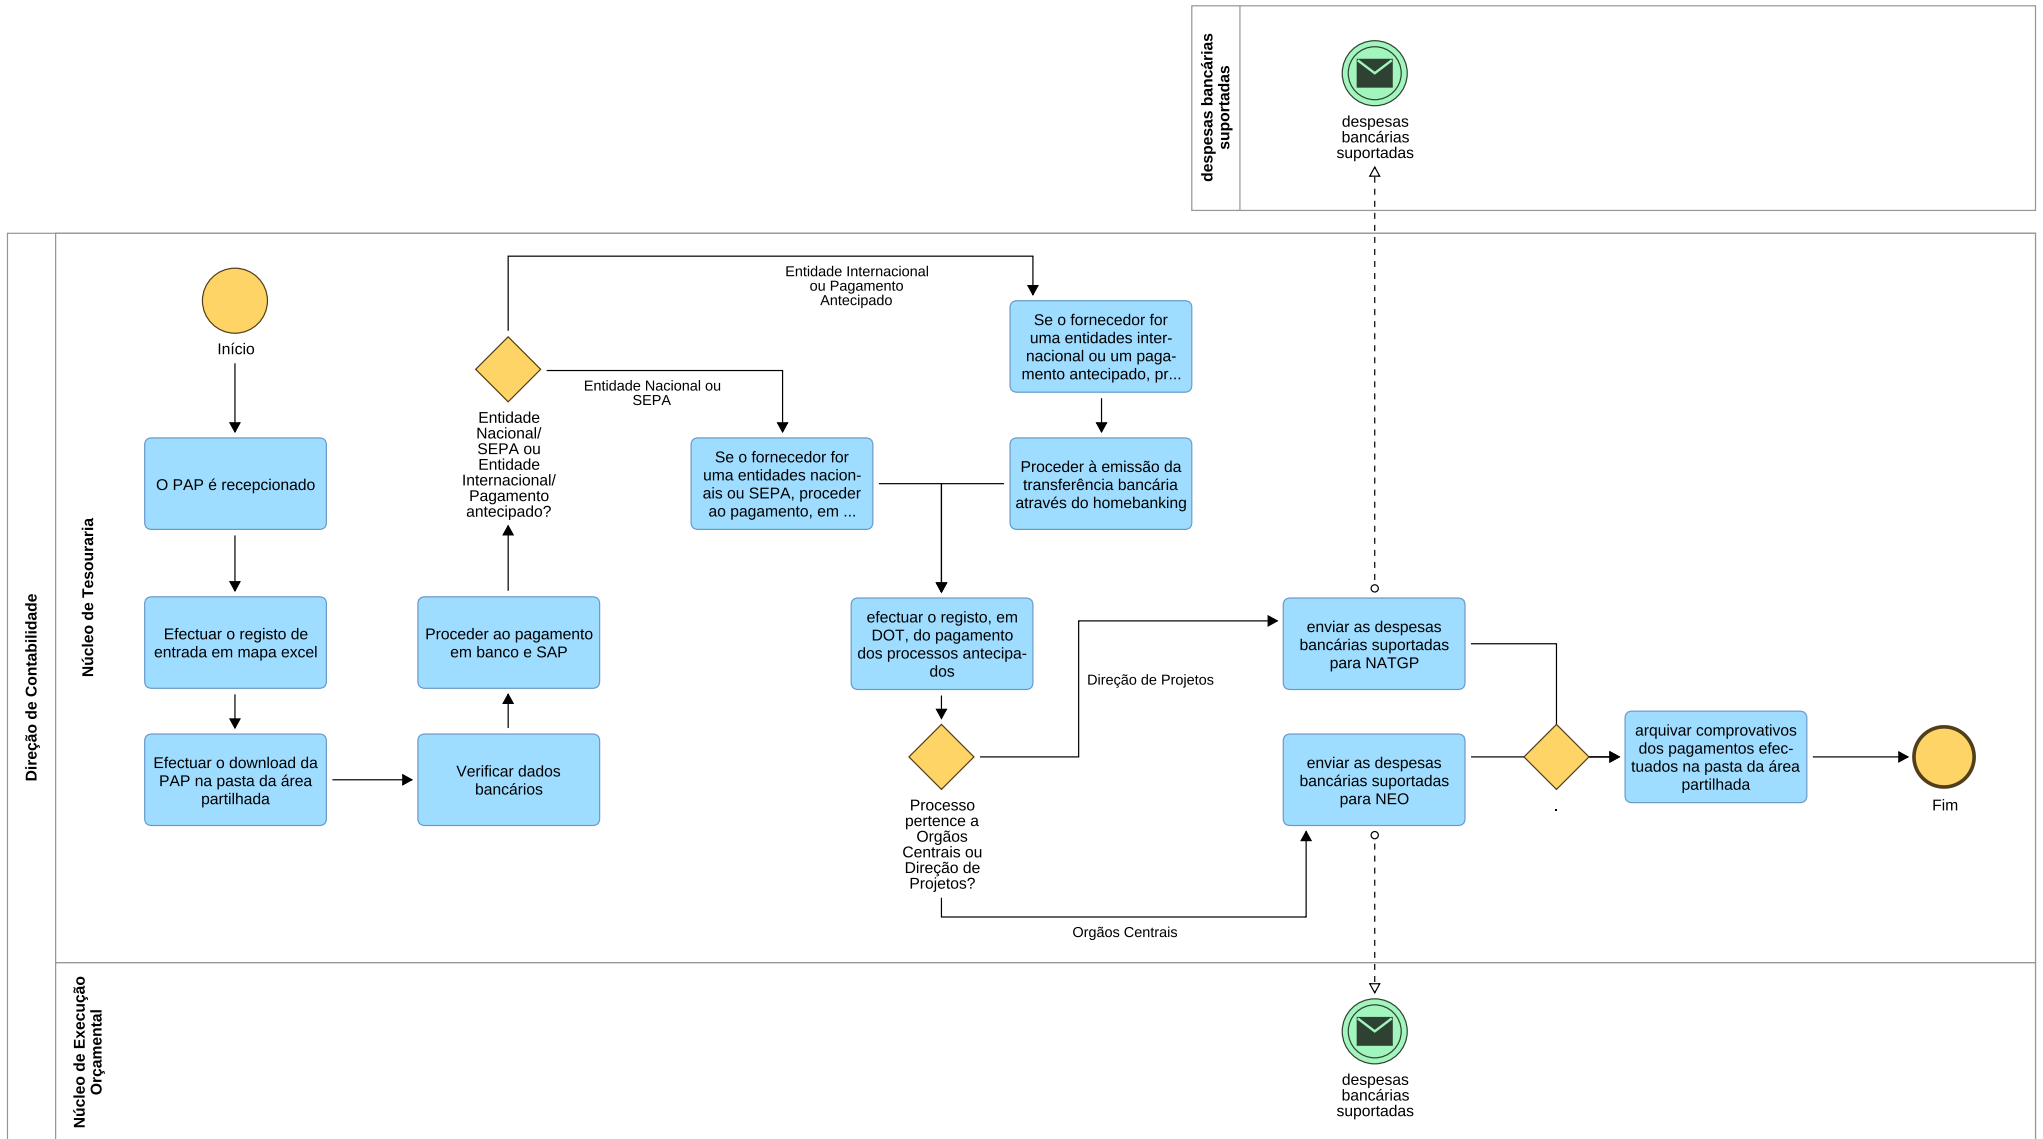 despesas bancárias
suportadas
despesas
bancárias
suportadas
Direção de Contabilidade
Núcleo de Tesouraria
Início
O PAP é recepcionado
Efectuar o registo de
entrada em mapa excel
Efectuar o download da
PAP na pasta da área
partilhada
Verificar dados
bancários
Proceder ao pagamento
em banco e SAP
Entidade
Nacional/
SEPA ou
Entidade
Internacional/
Pagamento
antecipado?
Entidade Internacional
ou Pagamento
Antecipado
Entidade Nacional ou
SEPA
Se o fornecedor for
uma entidades inter-
nacional ou um paga-
mento antecipado, pr...
Se o fornecedor for
uma entidades nacion-
ais ou SEPA, proceder
ao pagamento, em ...
Proceder à emissão da
transferência bancária
através do homebanking
efectuar o registo, em
DOT, do pagamento
dos processos antecipa-
dos
Processo
pertence a
Orgãos
Centrais ou
Direção de
Projetos?
Direção de Projetos
Orgãos Centrais
enviar as despesas
bancárias suportadas
para NATGP
enviar as despesas
bancárias suportadas
para NEO
.
arquivar comprovativos
dos pagamentos efec-
tuados na pasta da área
partilhada
Fim
Núcleo de Execução
Orçamental
despesas
bancárias
suportadas